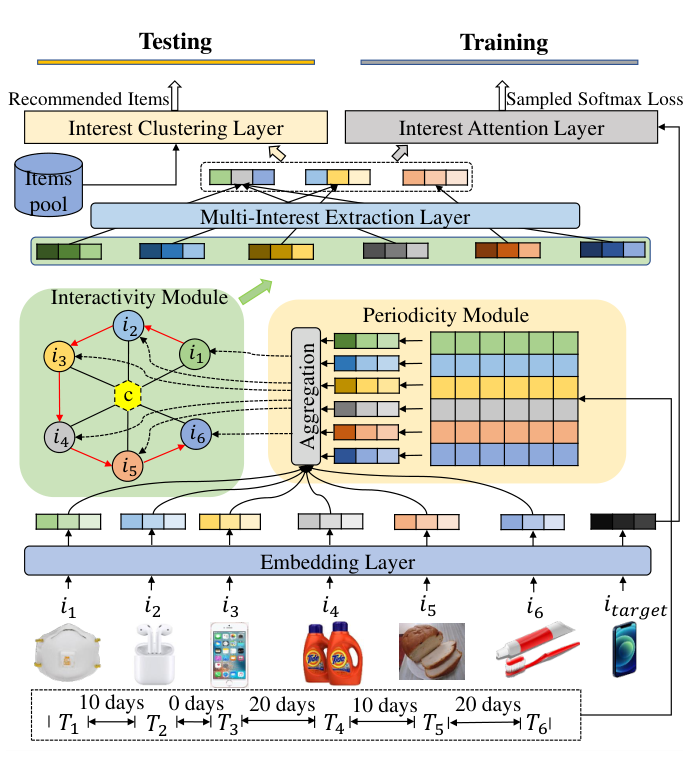 Testing
Training
Recommended Items
Sampled Softmax Loss
Interest Clustering Layer
Interest Attention Layer
Items
pool
Multi-Interest Extraction Layer
Interactivity Module
Periodicity Module
i2
i3
i1
c
i4
i6
i5
Aggregation
Embedding Layer
i1 i2 i3 i4 i5 i6 itarget
Tide Tide
10 days 0 days 20 days 10 days 20 days
T1 T2 T3 T4 T5 T6